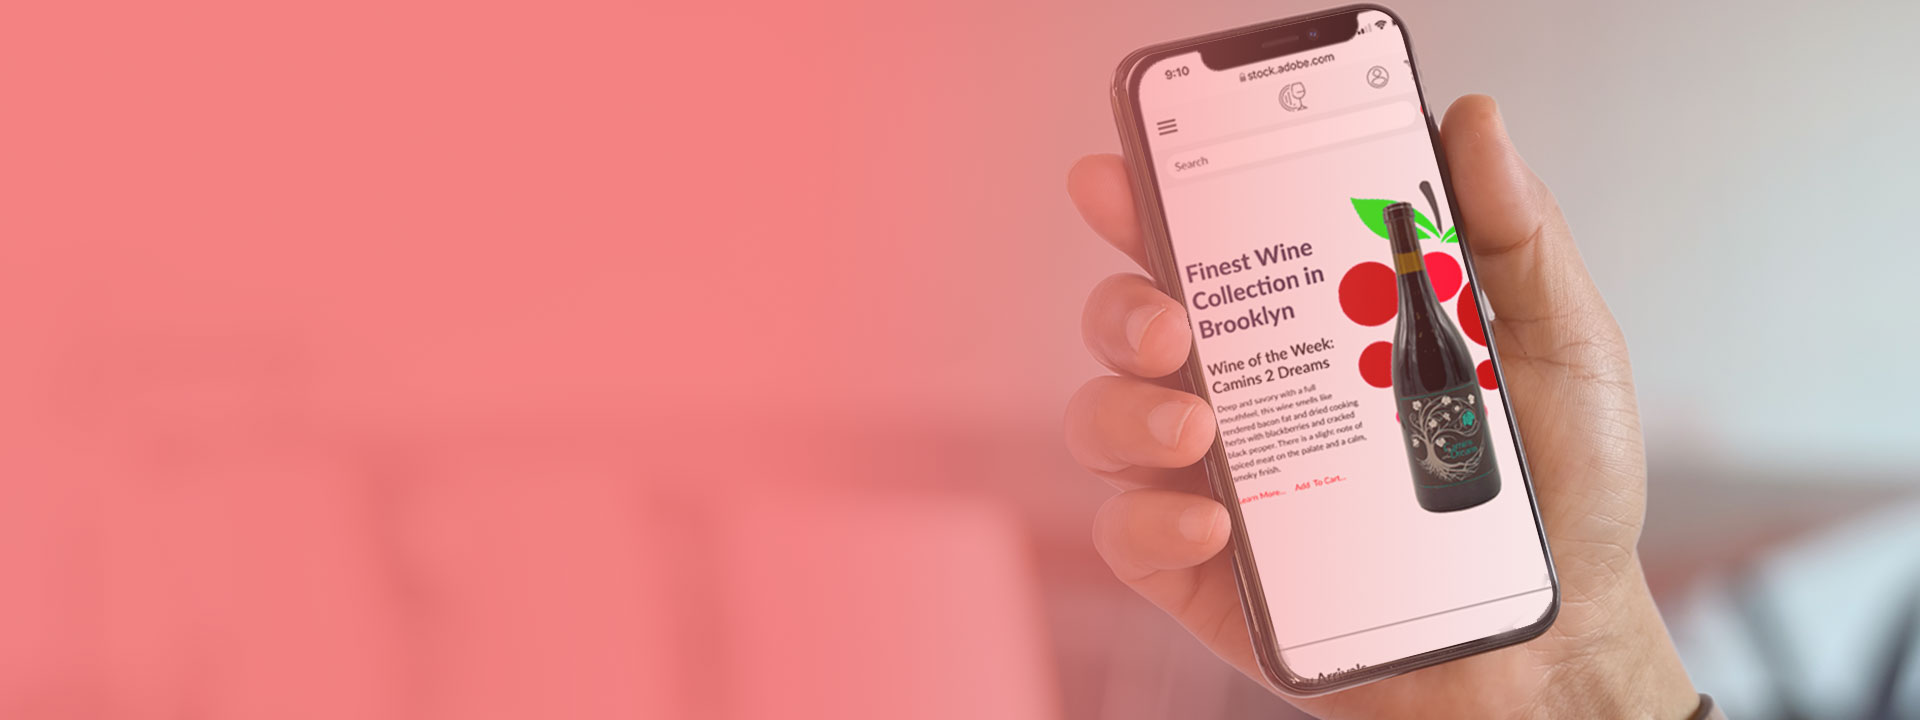 9:10
stock.adobe.com
Search
Finest Wine
Collection in
Brooklyn
Wine of the Week:
Camins 2 Dreams
Deep and savory with a full
mouthfeel, this wine smells like
rendered bacon fat and dried cooking
herbs with blackberries and cracked
black pepper. There is a slight note of
spiced meat on the palate and a calm,
smoky finish.
Learn More... Add To Cart...
Arrivals